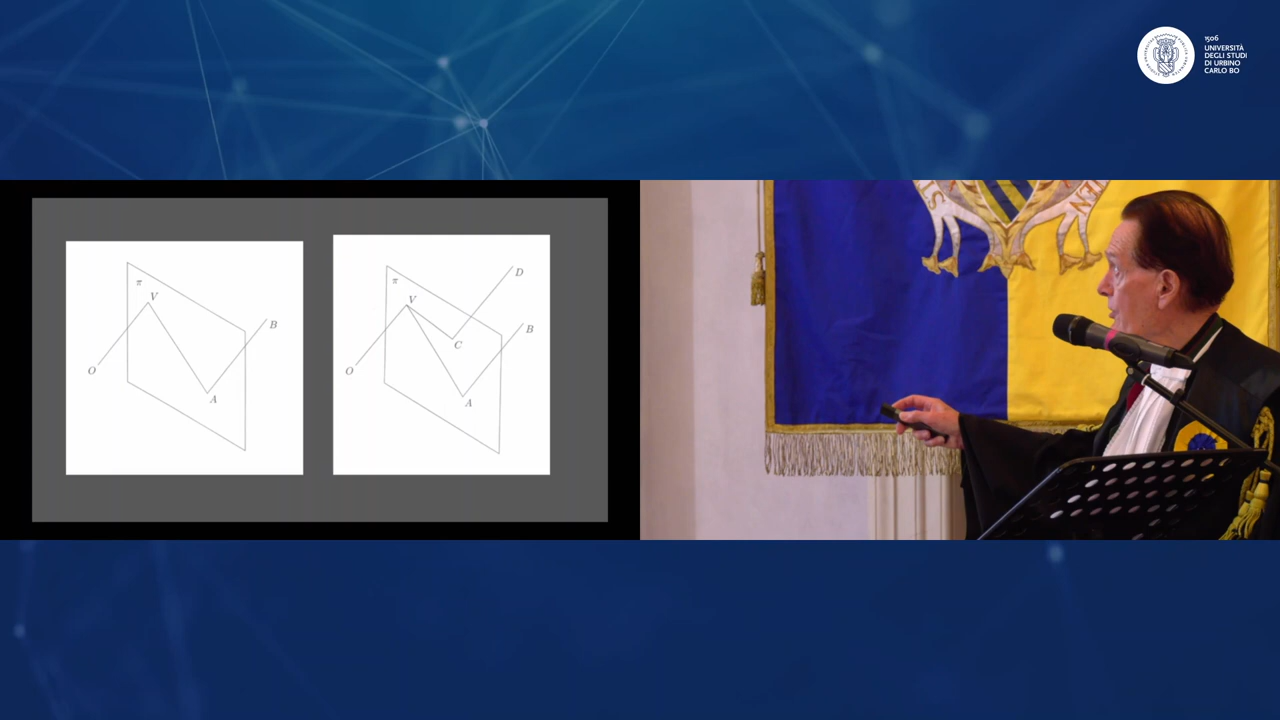 1506
UNIVERSITÀ
DEGLI STUDI
DI URBINO
CARLO BO
π
V
B
O
A
π
D
V
B
C
O
A